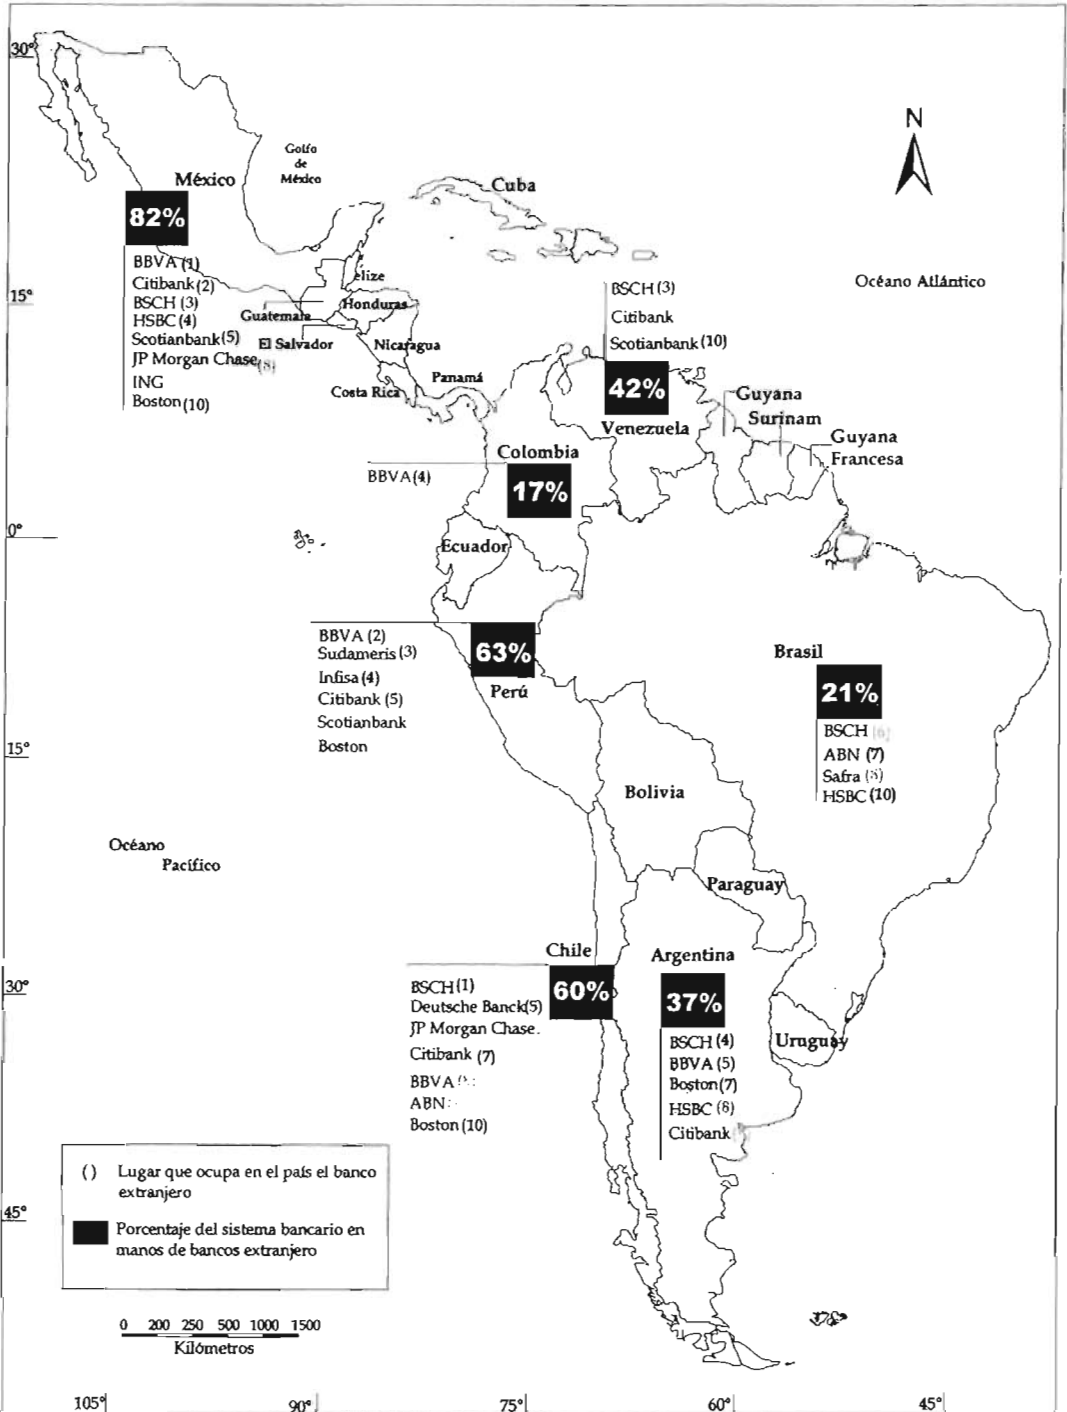 30°
N
Golfo
de
México
México
Cuba
82%
BBVA (1)
Citibank (2)
BSCH (3)
HSBC (4)
Scotianbank (5)
JP Morgan Chase (8)
ING
Boston (10)
elize
Honduras
Guatemala
El Salvador
Nicaragua
Costa Rica
Panamá
Océano Atlántico
15°
BSCH (3)
Citibank
Scotianbank (10)
42%
Venezuela
Guyana
Surinam
Guyana
Francesa
Colombia
BBVA (4)
17%
0°
Ecuador
BBVA (2)
Sudameris (3)
Infisa (4)
Citibank (5)
Scotianbank
Boston
63%
Perú
Brasil
21%
BSCH (6)
ABN (7)
Safra (8)
HSBC (10)
15°
Bolivia
Océano
Pacífico
Paraguay
Chile
60%
BSCH (1)
Deutsche Banck (5)
JP Morgan Chase.
Citibank (7)
BBVA
ABN
Boston (10)
Argentina
37%
BSCH (4)
BBVA (5)
Boston (7)
HSBC (8)
Citibank
30°
Uruguay
() Lugar que ocupa en el país el banco
extranjero
Porcentaje del sistema bancario en
manos de bancos extranjero
45°
0 200 250 500 1000 1500
Kilómetros
105° 90° 75° 60° 45°